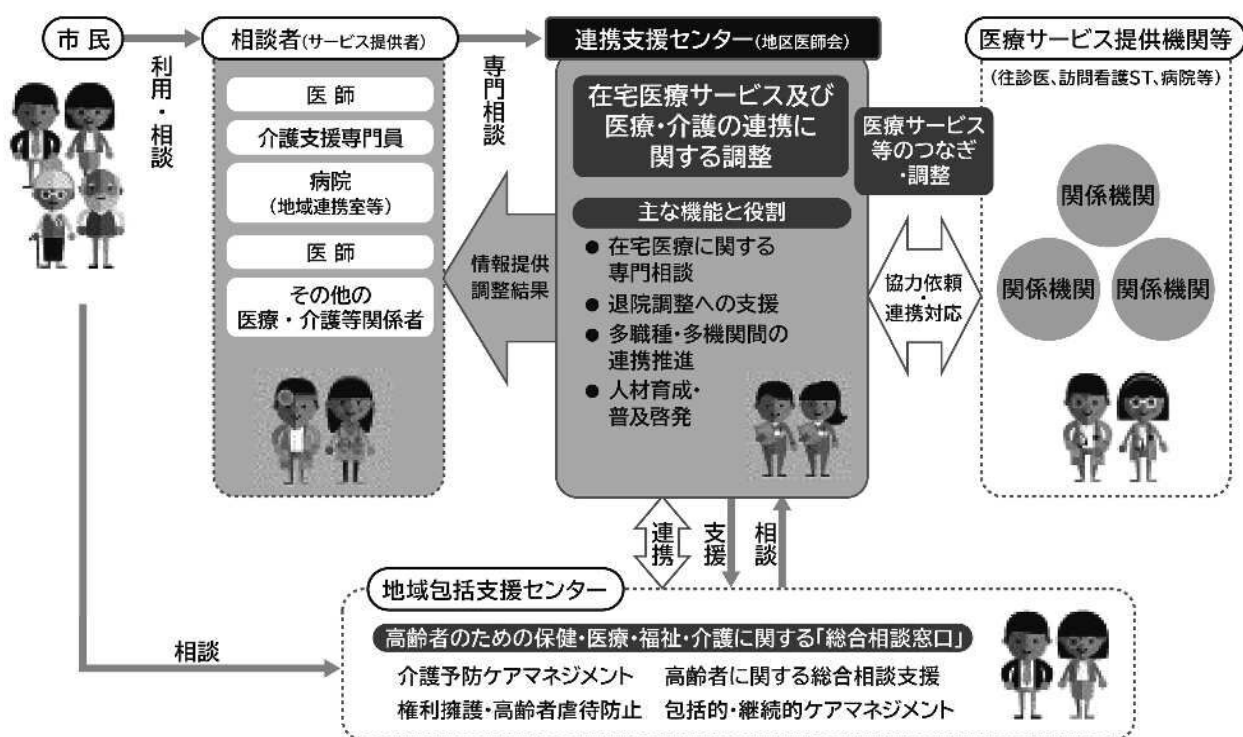 市民
利用・相談
相談者(サービス提供者)
医師
介護支援専門員
病院
(地域連携室等)
医師
その他の
医療・介護等関係者
専門相談
情報提供
調整結果
連携支援センター(地区医師会)
在宅医療サービス及び
医療・介護の連携に
関する調整
主な機能と役割
● 在宅医療に関する
専門相談
● 退院調整への支援
● 多職種・多機関間の
連携推進
● 人材育成・
普及啓発
医療サービス
等のつなぎ
・調整
協力依頼
・
連携対応
医療サービス提供機関等
(往診医、訪問看護ST、病院等)
関係機関
関係機関
関係機関
連携
支援
相談
相談
地域包括支援センター
高齢者のための保健・医療・福祉・介護に関する「総合相談窓口」
介護予防ケアマネジメント
高齢者に関する総合相談支援
権利擁護・高齢者虐待防止
包括的・継続的ケアマネジメント